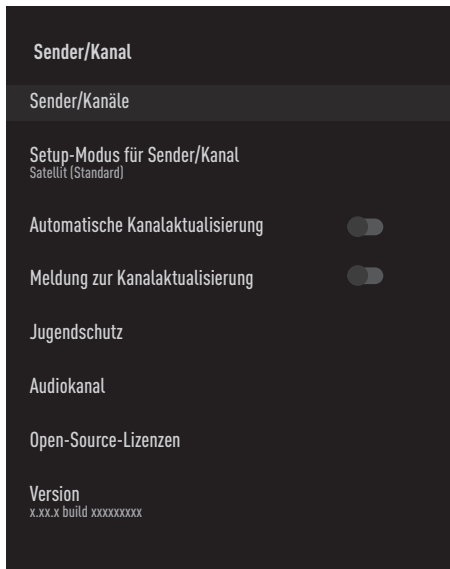 Sender/Kanal
Sender/Kanäle
Setup-Modus für Sender/Kanal
Satellit (Standard)
Automatische Kanalaktualisierung
Meldung zur Kanalaktualisierung
Jugendschutz
Audiokanal
Open-Source-Lizenzen
Version
x.xx.x build xxxxxxxxx